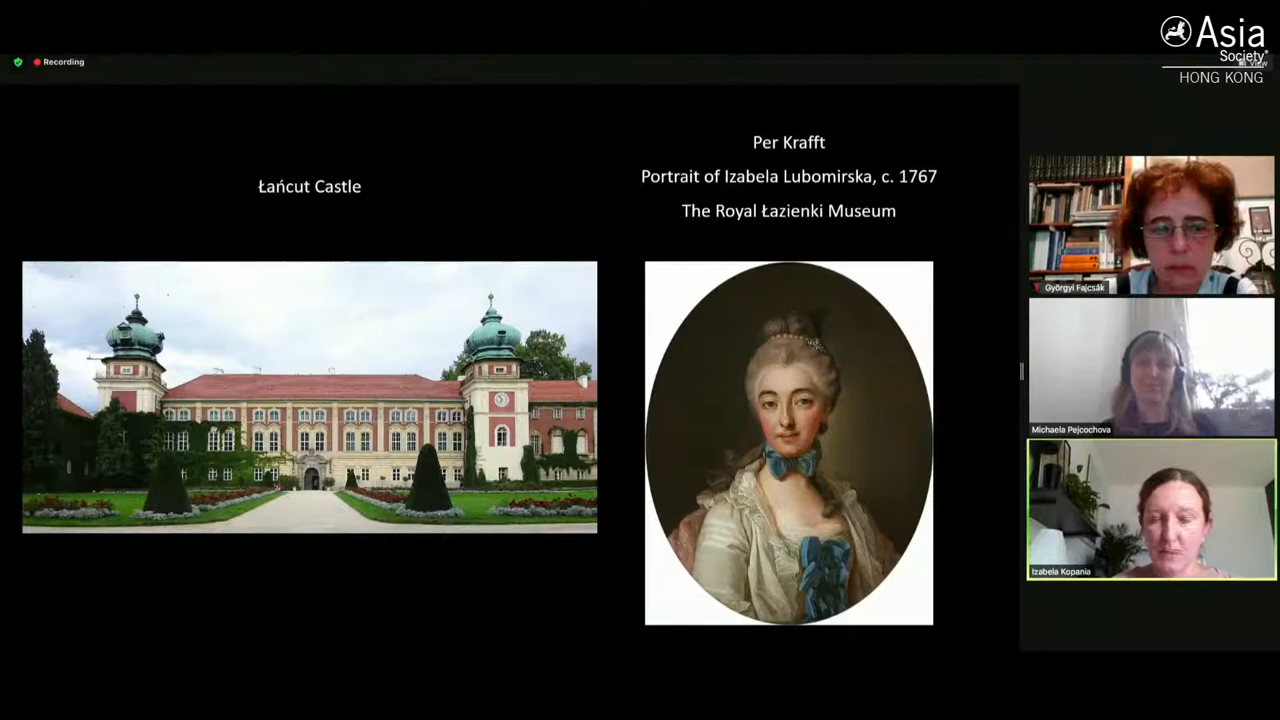 Asia
Society
View
HONG KONG
Recording
Per Krafft
Łańcut Castle
Portrait of Izabela Lubomirska, c. 1767
The Royal Łazienki Museum
Györgyi Fajcsák
Michaela Pejcochova
Izabela Kopania